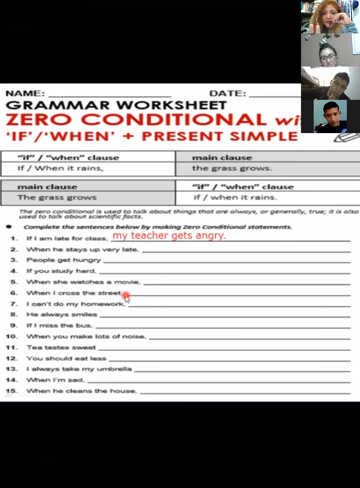 NAME: ____________________ DATE: ____________
GRAMMAR WORKSHEET
ZERO CONDITIONAL wi
'IF'/'WHEN' + PRESENT SIMPLE
"if" / "when" clause main clause
If / When it rains, the grass grows.
main clause "if" / "when" clause
The grass grows if / when it rains.
The zero conditional is used to talk about things that are always, or generally, true; it is also
used to talk about scientific facts.
Complete the sentences below by making Zero Conditional statements.
1. If I am late for class, my teacher gets angry.
2. When he stays up very late,
3. People get hungry
4. If you study hard,
5. When she watches a movie,
6. When I cross the street,
7. I can't do my homework,
8. He always smiles
9. If I miss the bus,
10. When you make lots of noise,
11. Tea tastes sweet
12. You should eat less
13. I always take my umbrella
14. When I'm sad,
15. When he cleans the house,